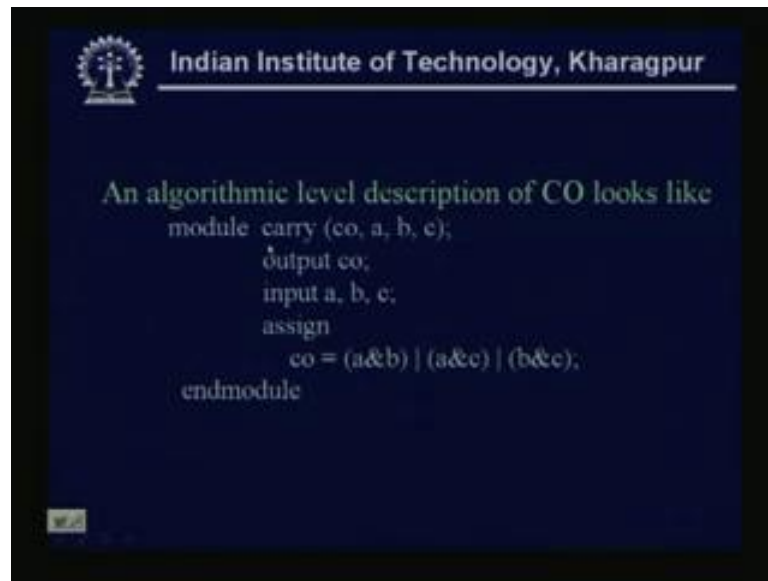 Indian Institute of Technology, Kharagpur
An algorithmic level description of CO looks like
module carry (co, a, b, c);
output co;
input a, b, c;
assign
co = (a&b) | (a&c) | (b&c);
endmodule